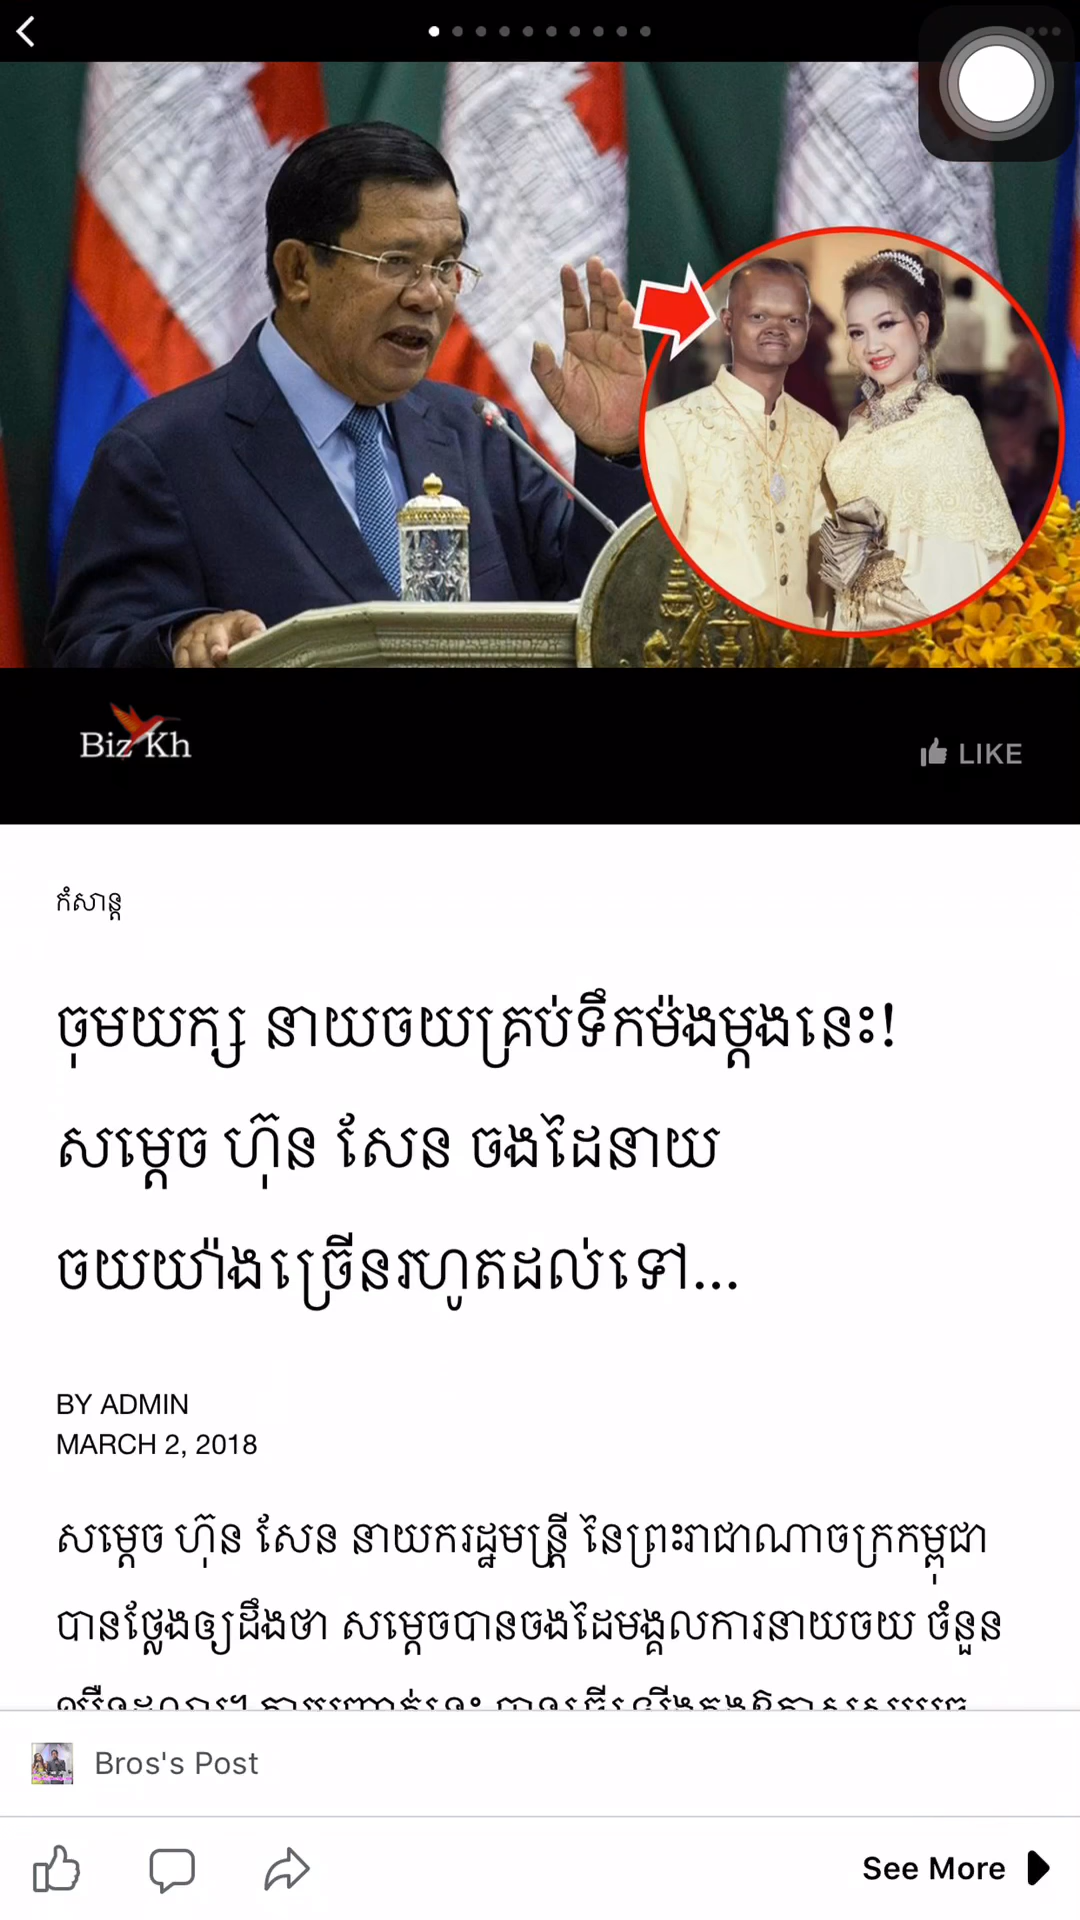 Biz Kh
LIKE
កំសាន្ត
ចុមយក្ស នាយចយគ្រប់ទឹកម៉ងម្ដងនេះ!
សម្ដេច ហ៊ុន សែន ចងដៃនាយ
ចយយ៉ាងច្រើនរហូតដល់ទៅ...
BY ADMIN
MARCH 2, 2018
សម្ដេច ហ៊ុន សែន នាយករដ្ឋមន្ត្រី នៃព្រះរាជាណាចក្រកម្ពុជា
បានថ្លែងឲ្យដឹងថា សម្ដេចបានចងដៃមង្គលការនាយចយ ចំនួន
Bros's Post
See More